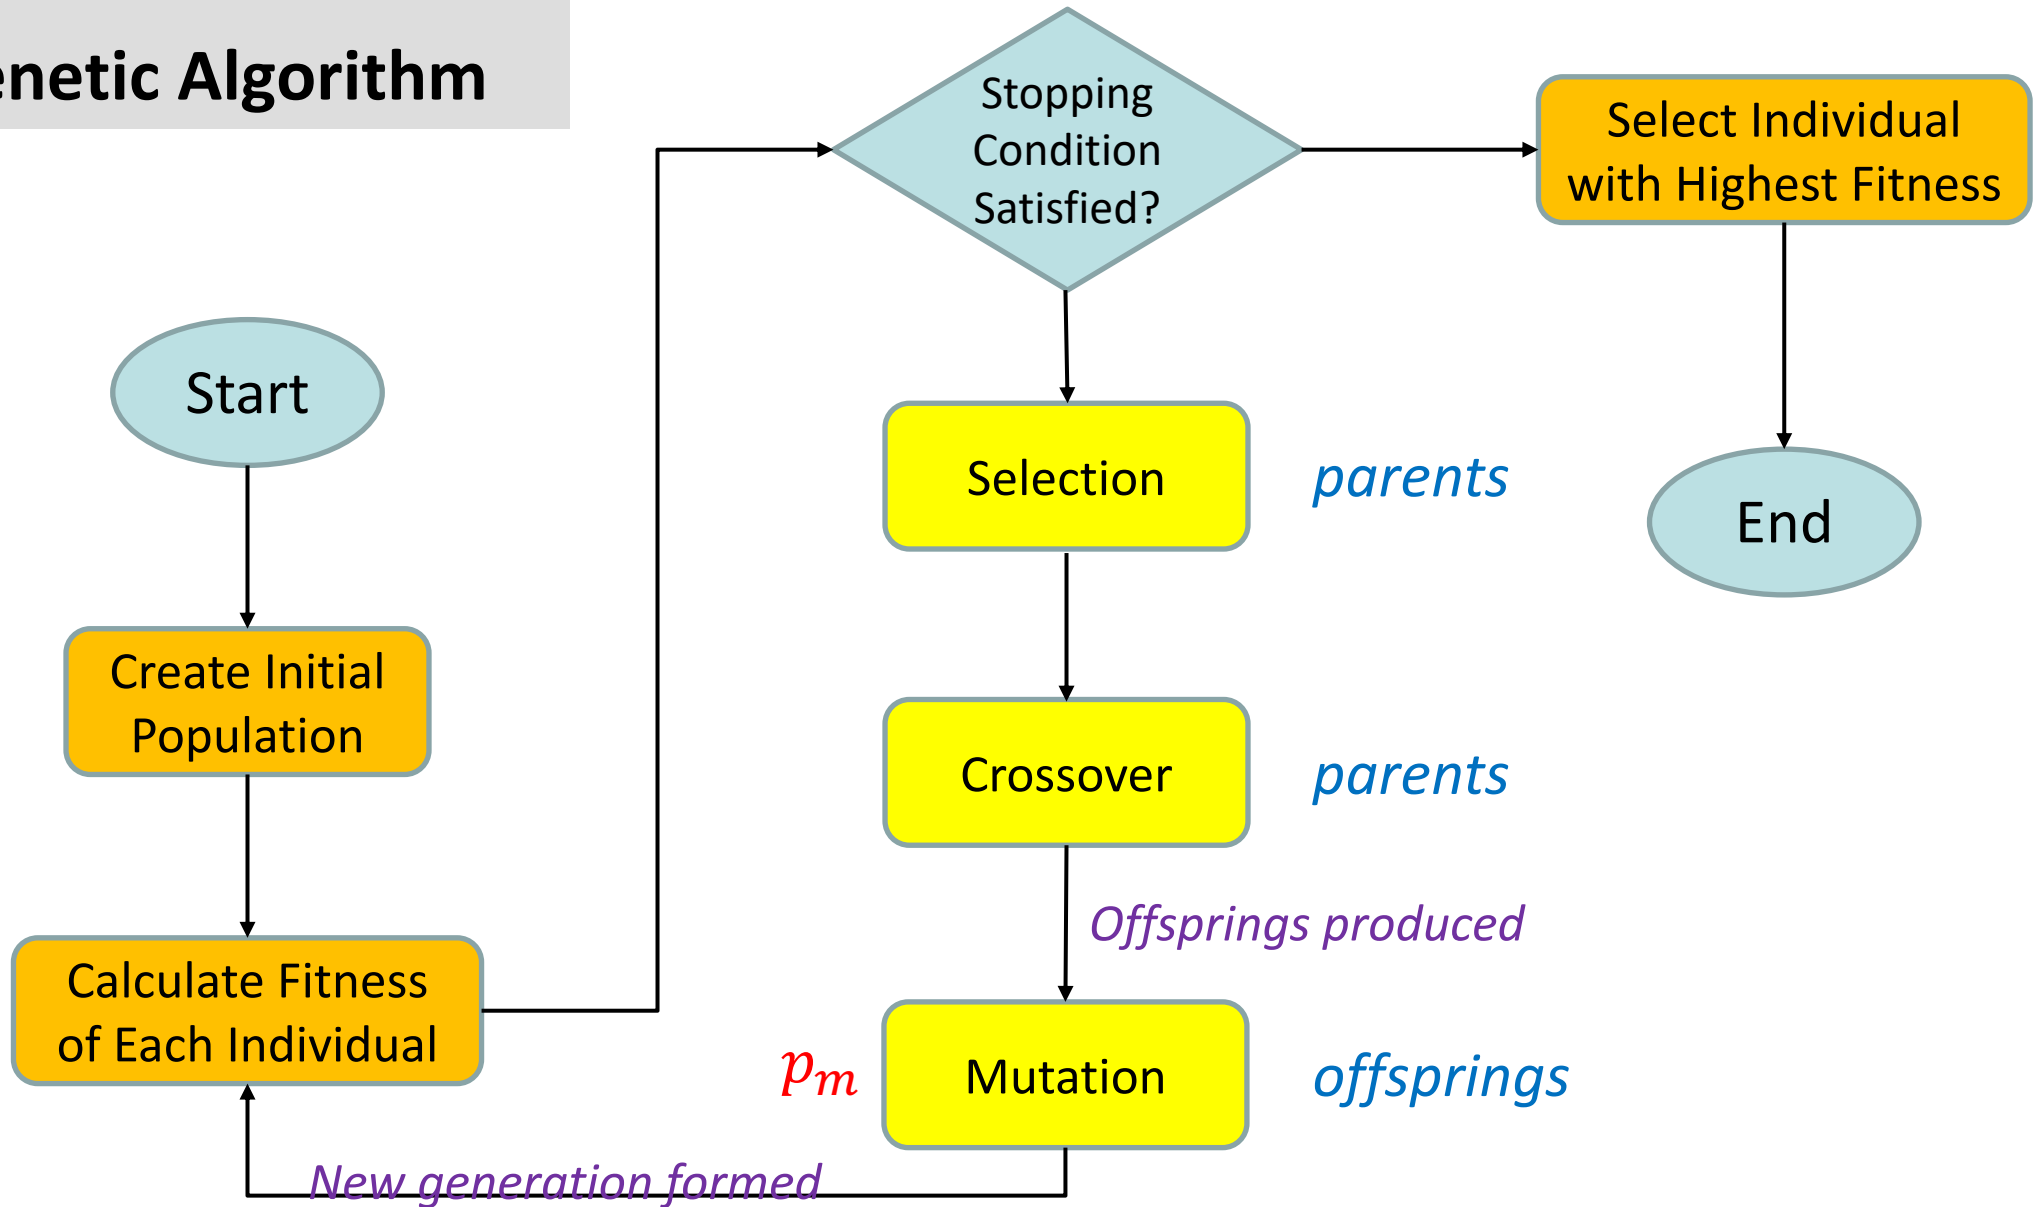 enetic Algorithm
Stopping
Condition
Satisfied?
Select Individual
with Highest Fitness
Start
Selection
parents
End
Create Initial
Population
Crossover
parents
Offsprings produced
Calculate Fitness
of Each Individual
p_m
Mutation
offsprings
New generation formed